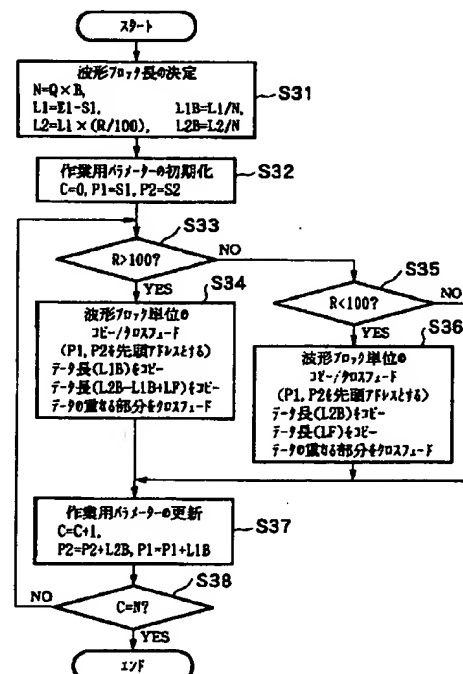 スタート
波形ブロック長の決定
N=Q×B,
L1=E1-S1, L1B=L1/N,
L2=L1×(R/100), L2B=L2/N
S31
作業用パラメーターの初期化
C=0, P1=S1, P2=S2
S32
S33
R>100?
NO
YES
S34
S35
R<100?
NO
YES
S36
波形ブロック単位の
コピー/クロスフェード
(P1, P2を先頭アドレスとする)
データ長(L1B)をコピー
データ長(L2B-L1B+LF)をコピー
データの重なる部分をクロスフェード
波形ブロック単位の
コピー/クロスフェード
(P1, P2を先頭アドレスとする)
データ長(L2B)をコピー
データ長(LF)をコピー
データの重なる部分をクロスフェード
作業用パラメーターの更新
C=C+1,
P2=P2+L2B, P1=P1+L1B
S37
S38
NO
C=N?
YES
エンド